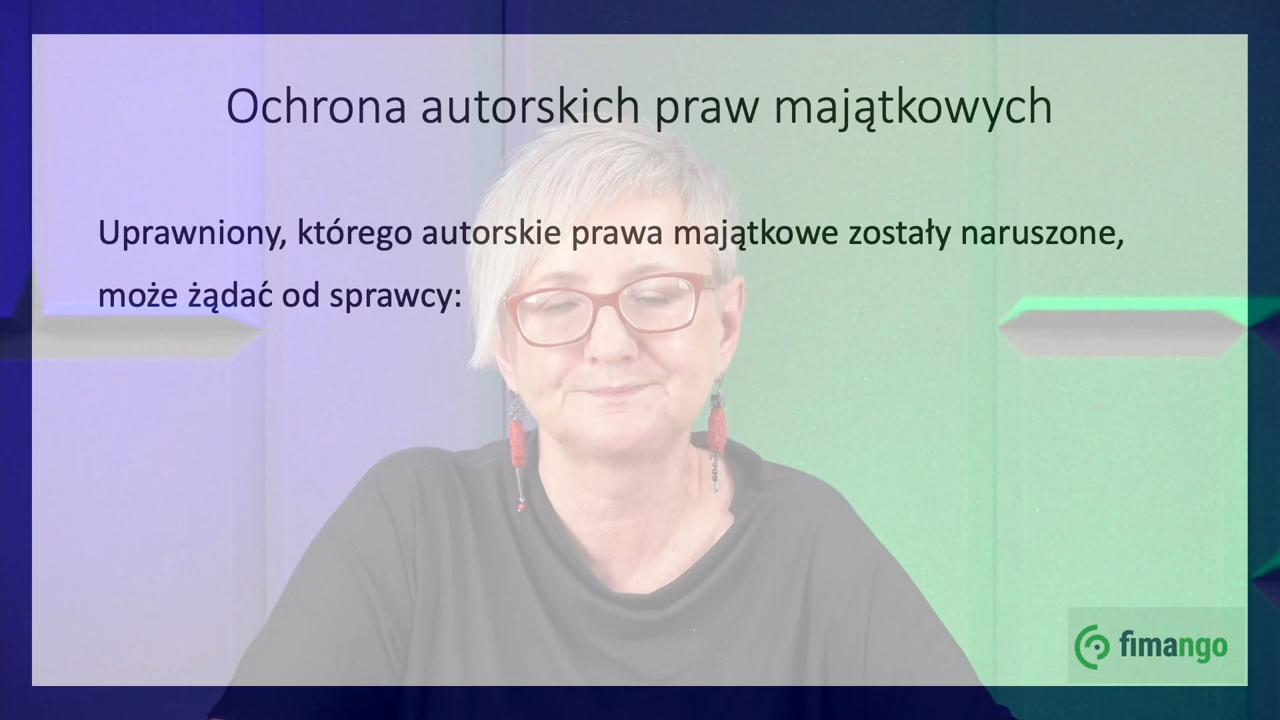 Ochrona autorskich praw majątkowych
Uprawniony, którego autorskie prawa majątkowe zostały naruszone,
może żądać od sprawcy:
fimango